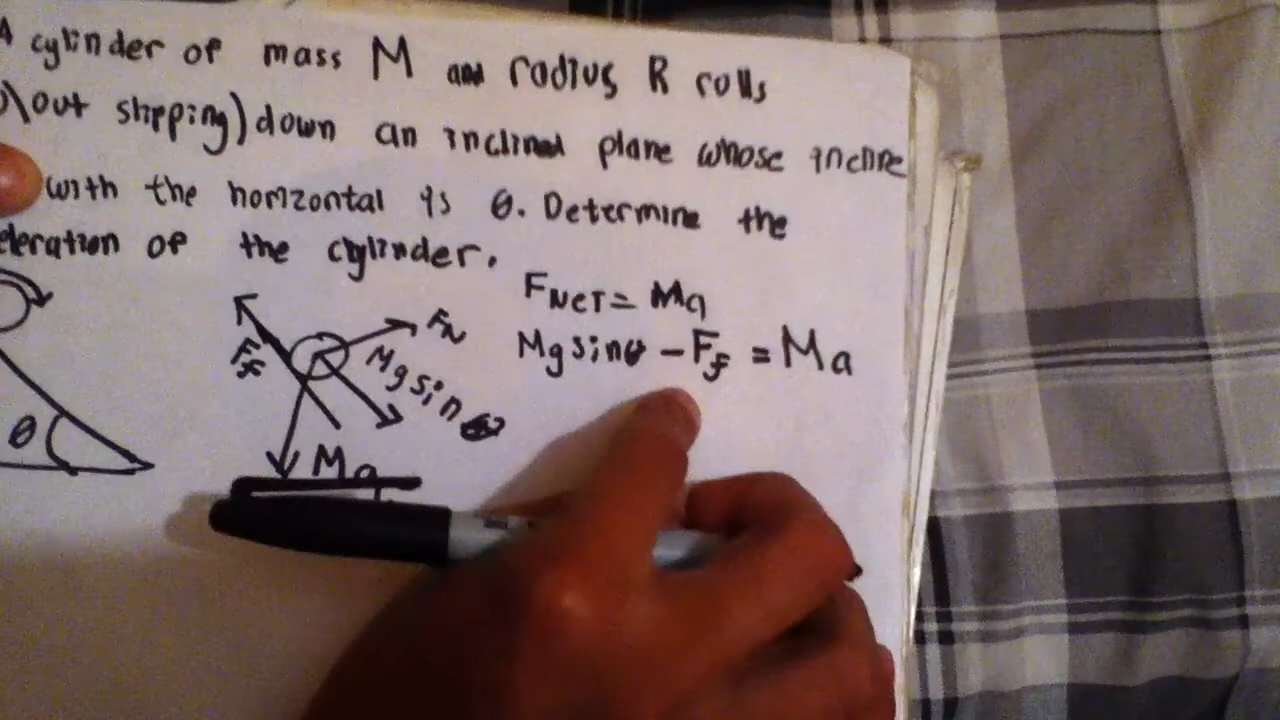 A cylinder of mass M and radius R rolls
out slipping) down an inclined plane whose incline
with the horizontal is θ. Determine the
eleration of the cylinder.
FNET = Ma
Mg sinθ - Ff = Ma
FN
Ff
Mg sin θ
θ
Mg